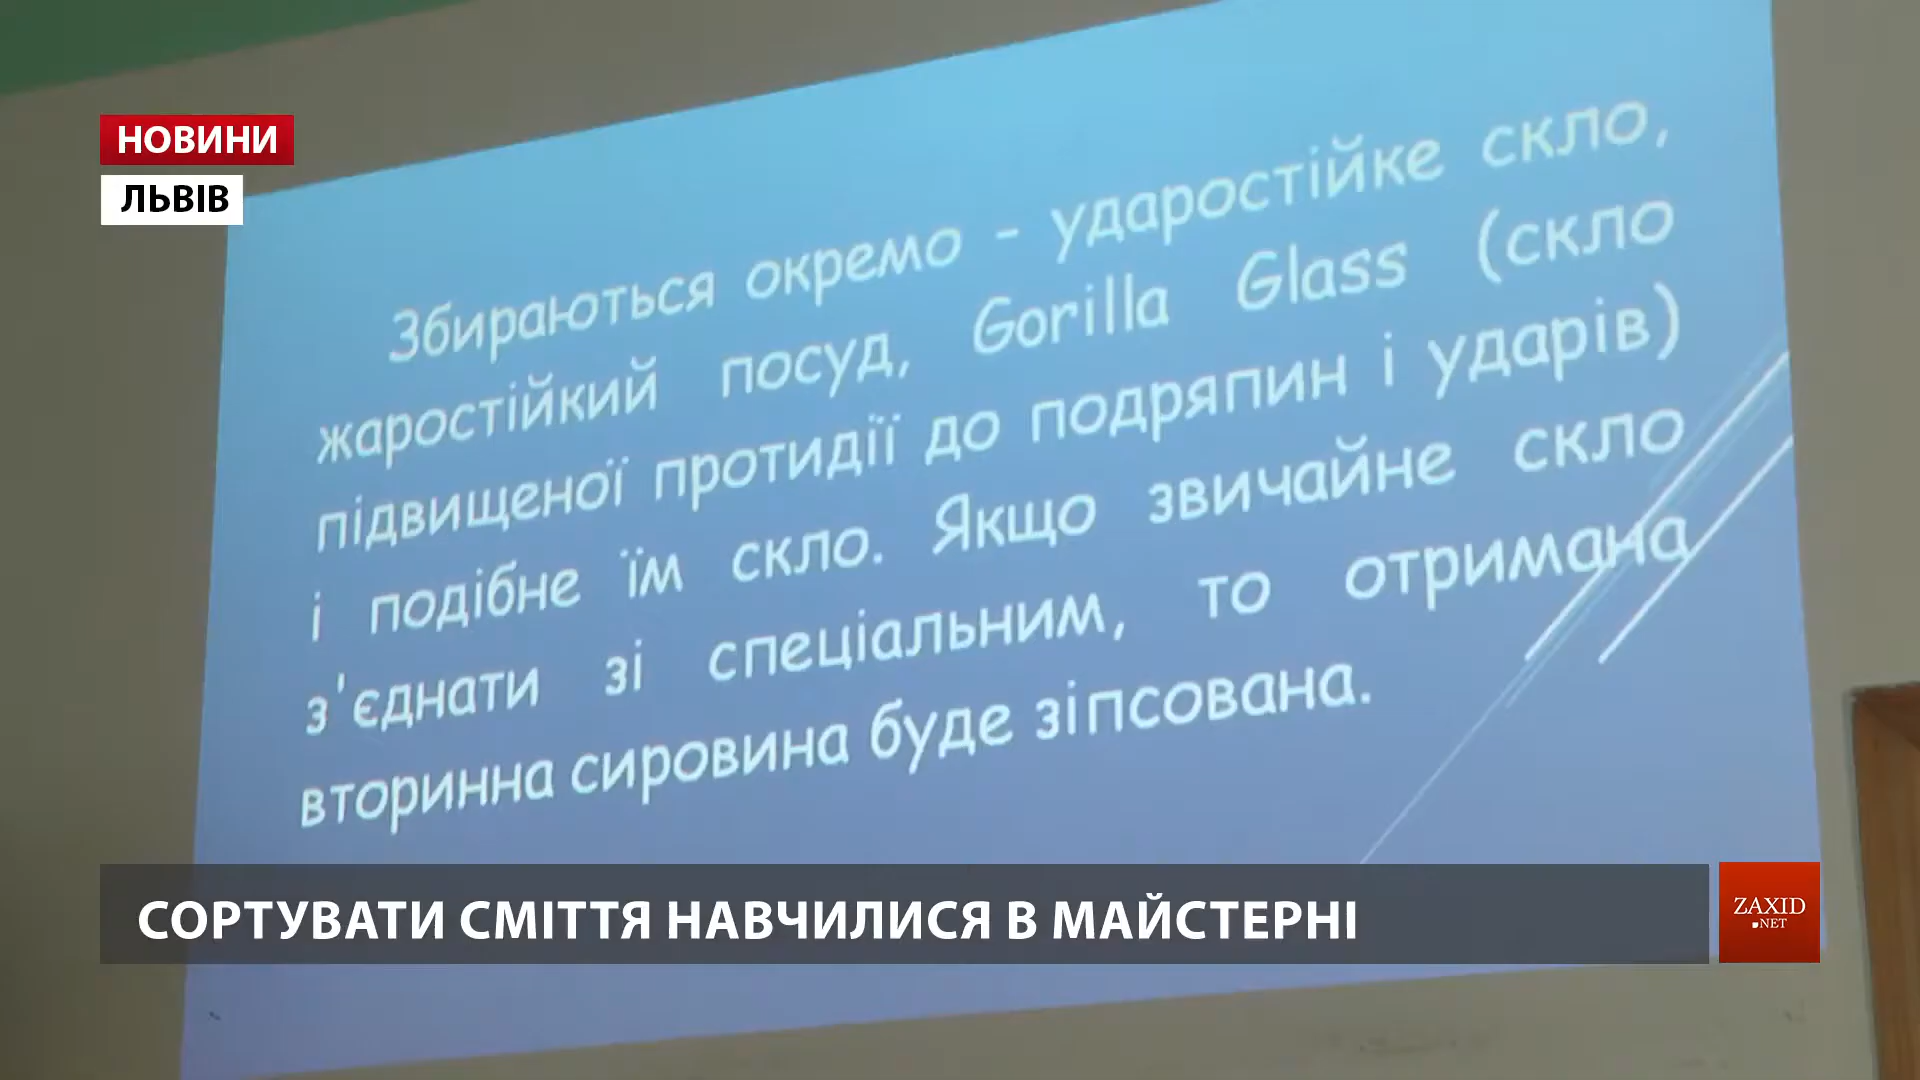 НОВИНИ
ЛЬВІВ
Збираються окремо - ударостійке скло,
жаростійкий посуд, Gorilla Glass (скло
підвищеної протидії до подряпин і ударів)
і подібне їм скло. Якщо звичайне скло
з'єднати зі спеціальним, то отримана
вторинна сировина буде зіпсована.
СОРТУВАТИ СМІТТЯ НАВЧИЛИСЯ В МАЙСТЕРНІ
ZAXID
.NET